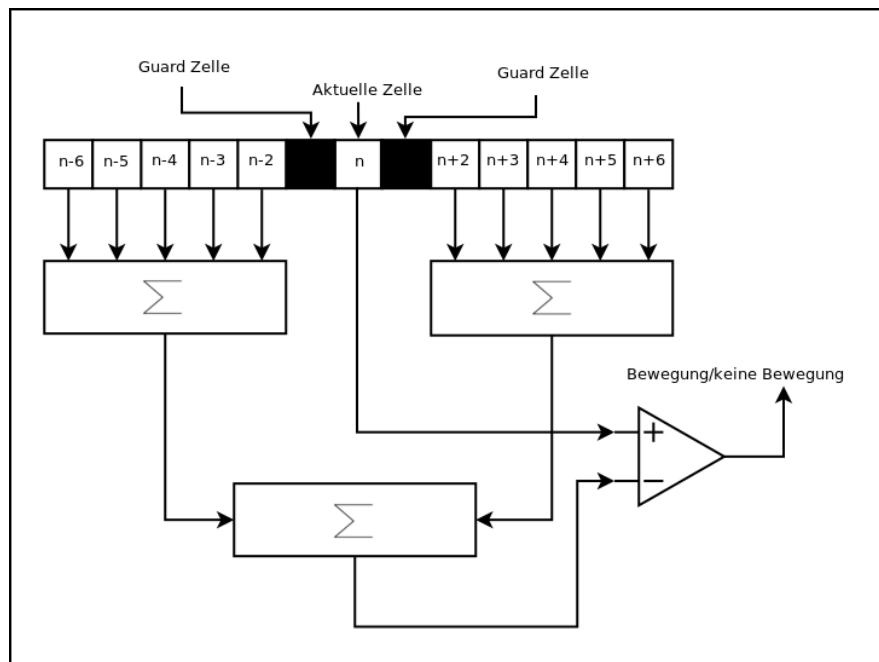 Guard Zelle
Aktuelle Zelle
Guard Zelle
n-6 n-5 n-4 n-3 n-2 n n+2 n+3 n+4 n+5 n+6
∑ ∑
Bewegung/keine Bewegung
+
−
∑